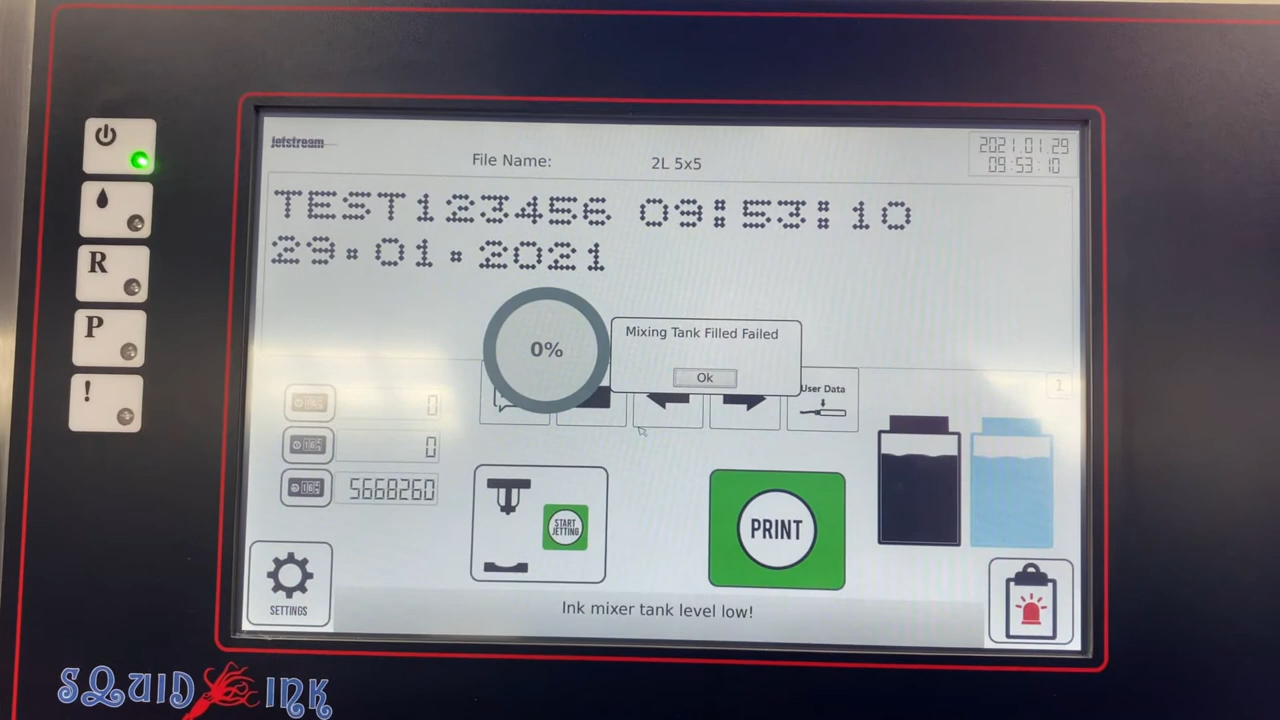 jetstream
File Name: 2L 5x5
2021.01.29
09:53:10
TEST123456 09:53:10
29.01.2021
0%
Mixing Tank Filled Failed
Ok
User Data
1
0
0
5668260
R
P
!
START
JETTING
PRINT
SETTINGS
Ink mixer tank level low!
SQUID INK